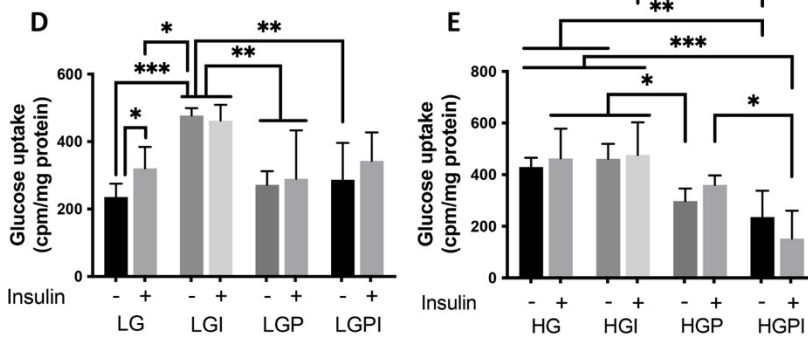 D
*
**
***
**
*
600
400
200
0
Glucose uptake
(cpm/mg protein)
Insulin - + - + - + - +
LG LGI LGP LGPI
E
**
***
*
*
800
600
400
200
0
Glucose uptake
(cpm/mg protein)
Insulin - + - + - + - +
HG HGI HGP HGPI